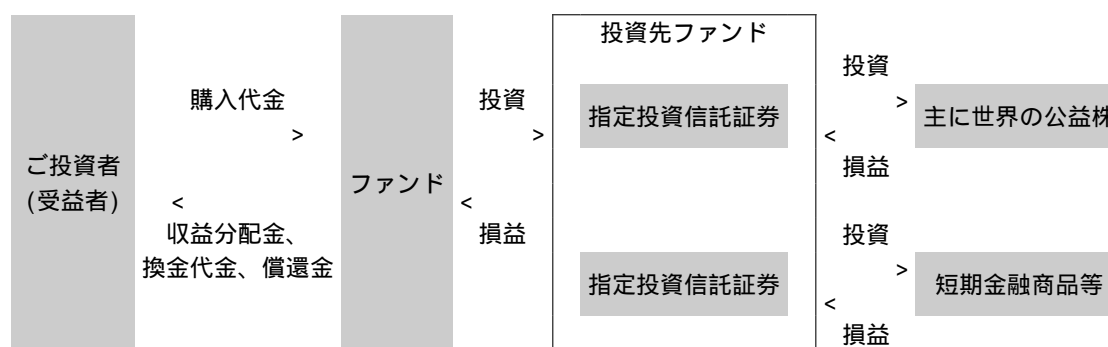 投資先ファンド
投資
購入代金
投資
指定投資信託証券
>
主に世界の公益株
>
>
<
ご投資者
(受益者)
ファンド
損益
<
<
収益分配金、
換金代金、償還金
損益
投資
指定投資信託証券
>
短期金融商品等
<
損益